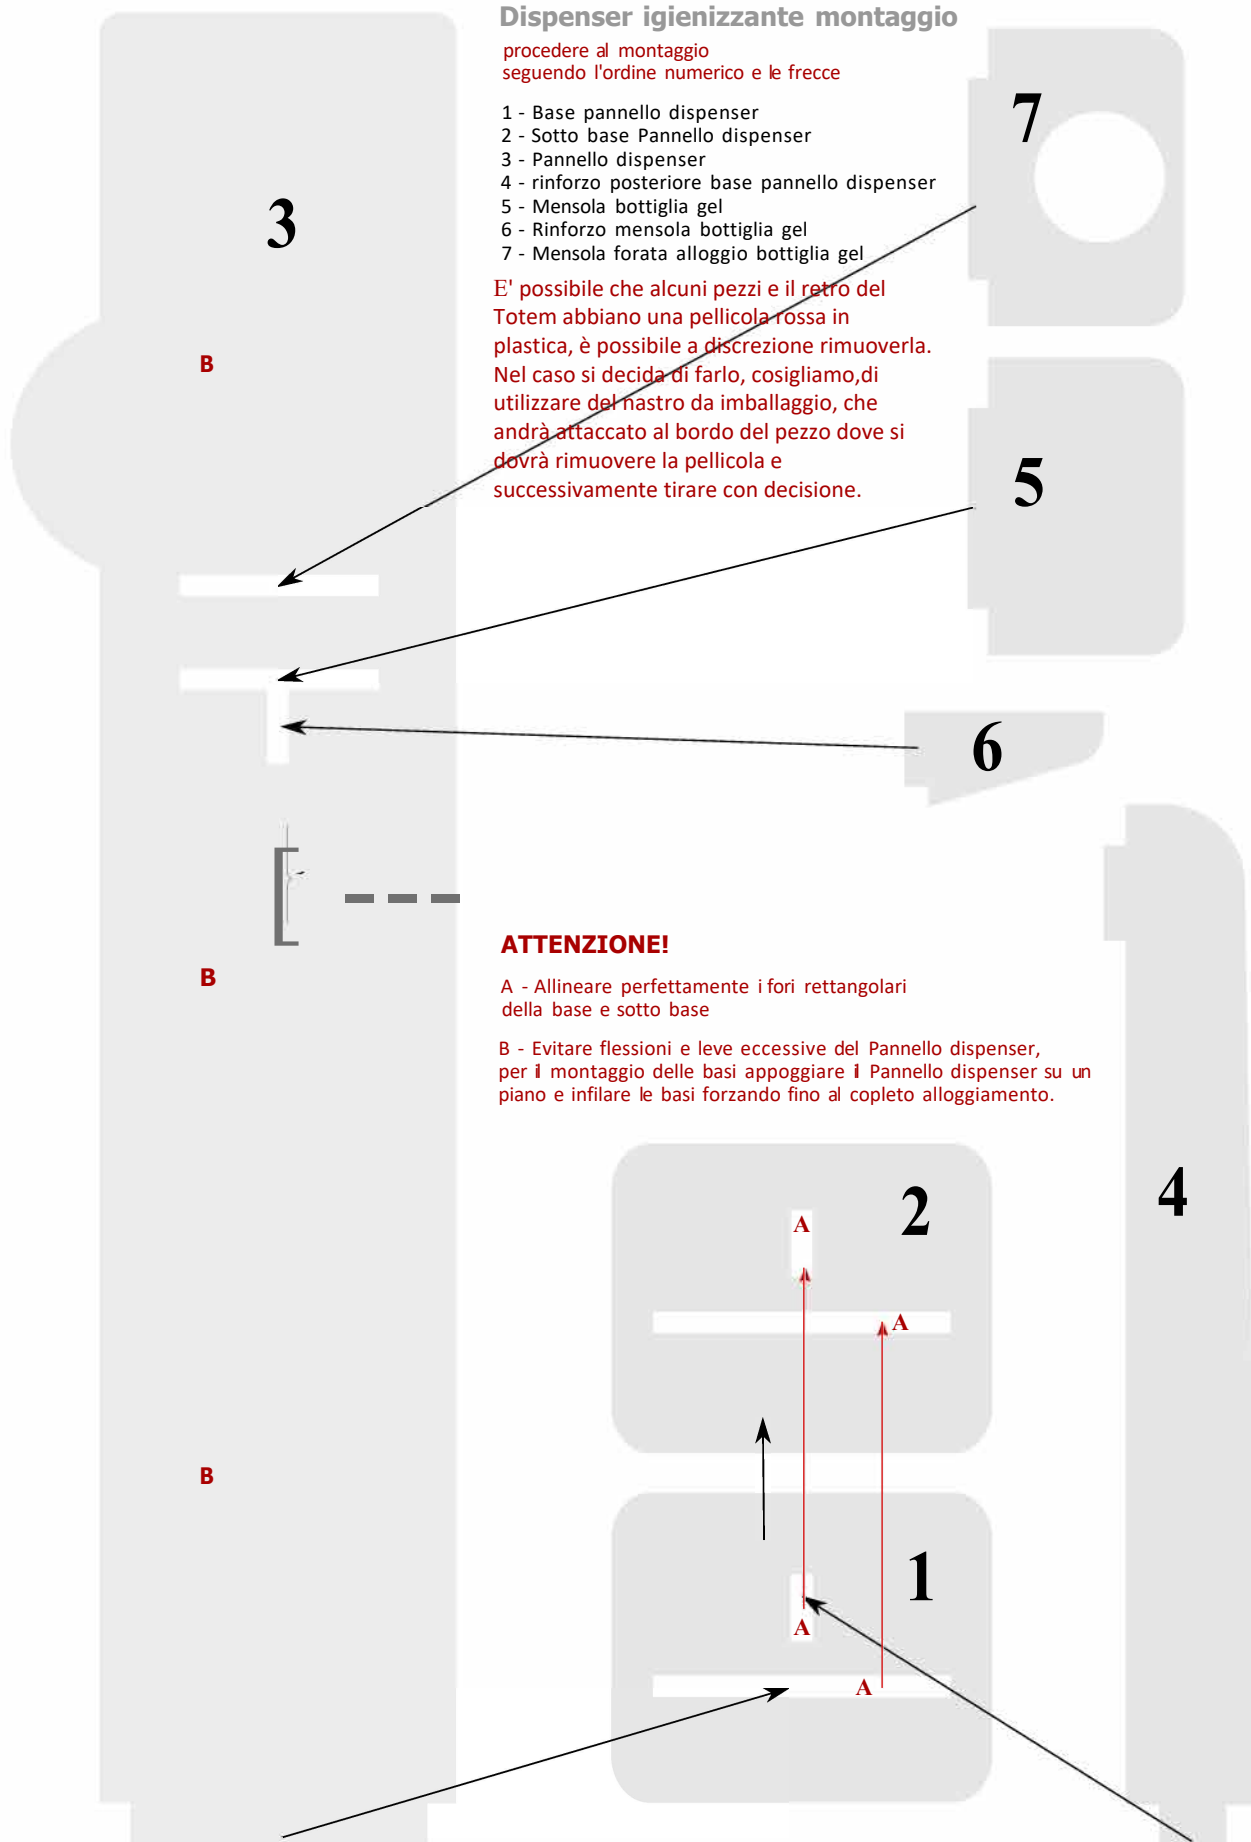 Dispenser igienizzante montaggio
procedere al montaggio
seguendo l'ordine numerico e le frecce
1 - Base pannello dispenser
2 - Sotto base Pannello dispenser
3 - Pannello dispenser
4 - rinforzo posteriore base pannello dispenser
5 - Mensola bottiglia gel
6 - Rinforzo mensola bottiglia gel
7 - Mensola forata alloggio bottiglia gel
E' possibile che alcuni pezzi e il retro del
Totem abbiano una pellicola rossa in
plastica, è possibile a discrezione rimuoverla.
Nel caso si decida di farlo, cosigliamo,di
utilizzare del nastro da imballaggio, che
andrà attaccato al bordo del pezzo dove si
dovrà rimuovere la pellicola e
successivamente tirare con decisione.
7
3
B
5
6
B
ATTENZIONE!
A - Allineare perfettamente i fori rettangolari
della base e sotto base
B - Evitare flessioni e leve eccessive del Pannello dispenser,
per il montaggio delle basi appoggiare il Pannello dispenser su un
piano e infilare le basi forzando fino al copleto alloggiamento.
2
4
A
A
B
1
A
A